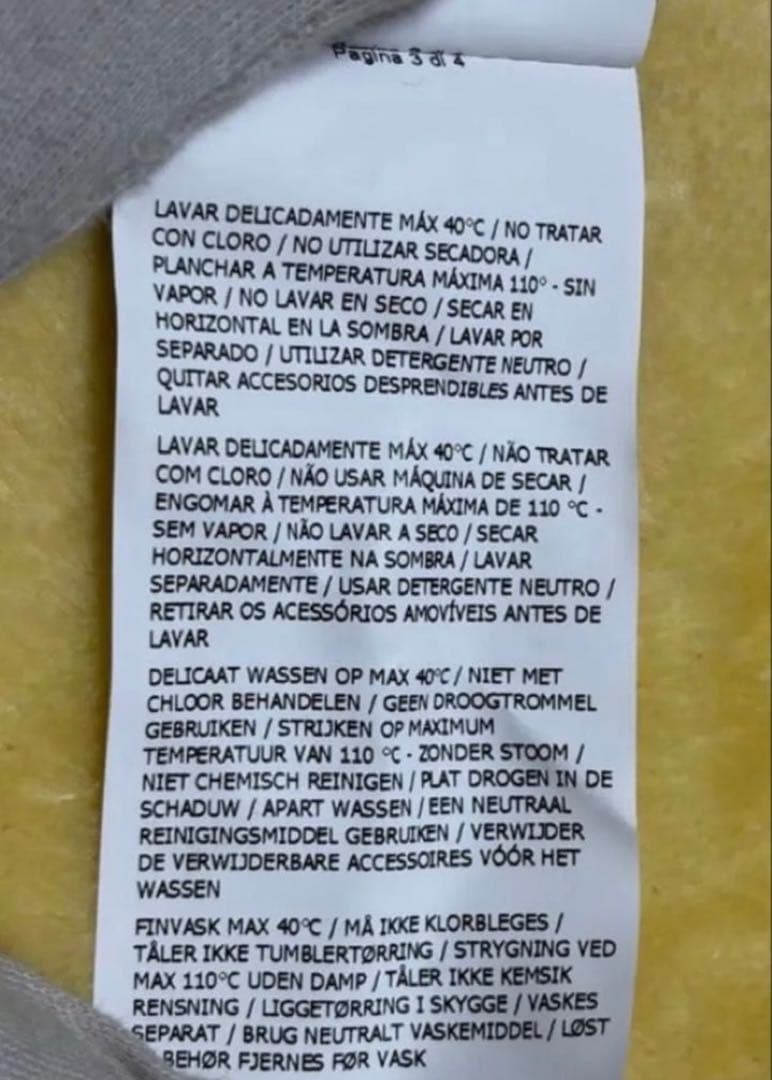 Pagina 3 di 4
LAVAR DELICADAMENTE MÁX 40°C / NO TRATAR
CON CLORO / NO UTILIZAR SECADORA /
PLANCHAR A TEMPERATURA MÁXIMA 110° - SIN
VAPOR / NO LAVAR EN SECO / SECAR EN
HORIZONTAL EN LA SOMBRA / LAVAR POR
SEPARADO / UTILIZAR DETERGENTE NEUTRO /
QUITAR ACCESORIOS DESPRENDIBLES ANTES DE
LAVAR
LAVAR DELICADAMENTE MÁX 40°C / NÃO TRATAR
COM CLORO / NÃO USAR MÁQUINA DE SECAR /
ENGOMAR À TEMPERATURA MÁXIMA DE 110 °C -
SEM VAPOR / NÃO LAVAR A SECO / SECAR
HORIZONTALMENTE NA SOMBRA / LAVAR
SEPARADAMENTE / USAR DETERGENTE NEUTRO /
RETIRAR OS ACESSÓRIOS AMOVÍVEIS ANTES DE
LAVAR
DELICAAT WASSEN OP MAX 40°C / NIET MET
CHLOOR BEHANDELEN / GEEN DROOGTROMMEL
GEBRUIKEN / STRIJKEN OP MAXIMUM
TEMPERATUUR VAN 110 °C - ZONDER STOOM /
NIET CHEMISCH REINIGEN / PLAT DROGEN IN DE
SCHADUW / APART WASSEN / EEN NEUTRAAL
REINIGINGSMIDDEL GEBRUIKEN / VERWIJDER
DE VERWIJDERBARE ACCESSOIRES VÓÓR HET
WASSEN
FINVASK MAX 40°C / MÅ IKKE KLORBLEGES /
TÅLER IKKE TUMBLERTØRRING / STRYGNING VED
MAX 110°C UDEN DAMP / TÅLER IKKE KEMSIK
RENSNING / LIGGETØRRING I SKYGGE / VASKES
SEPARAT / BRUG NEUTRALT VASKEMIDDEL / LØST
BEHØR FJERNES FØR VASK